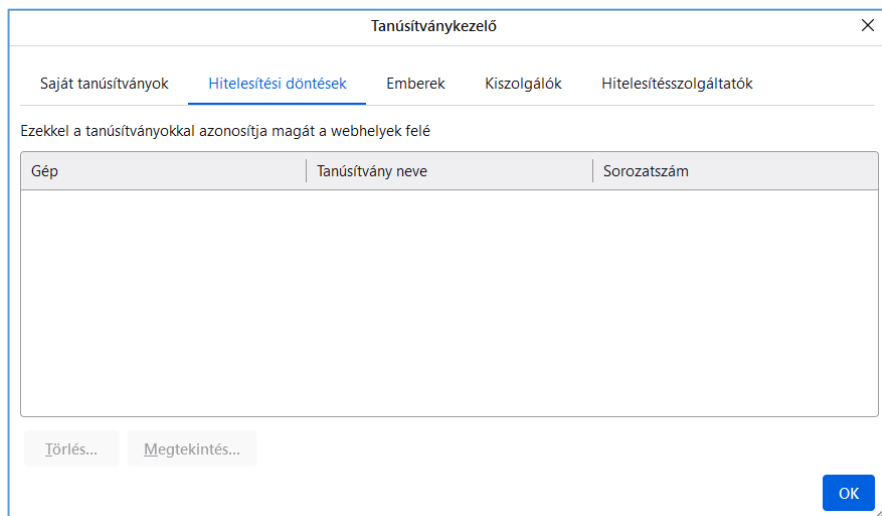 Tanúsítványkezelő
Saját tanúsítványok Hitelesítési döntések Emberek Kiszolgálók Hitelesítésszolgáltatók
Ezekkel a tanúsítványokkal azonosítja magát a webhelyek felé
Gép Tanúsítvány neve Sorozatszám
Törlés... Megtekintés...
OK